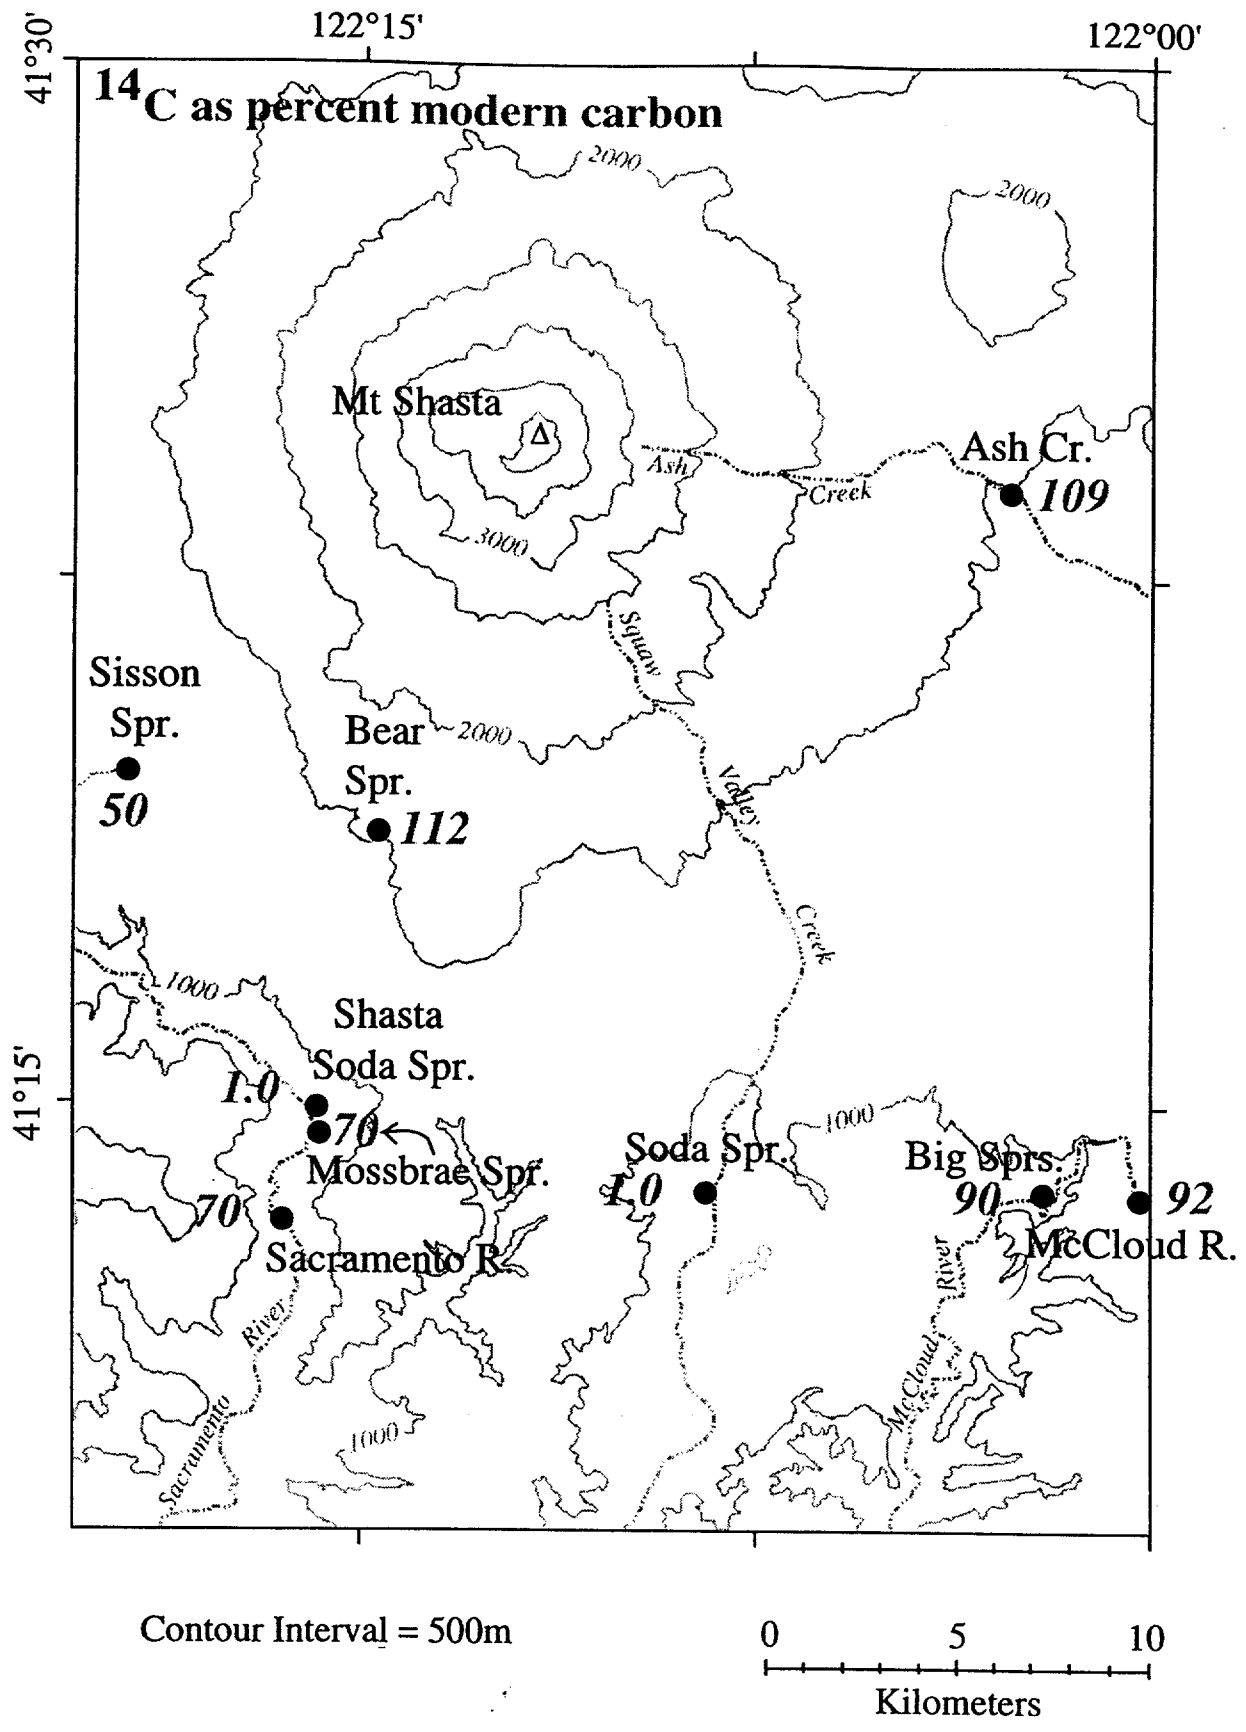 122°15'
122°00'
41°30'
14C as percent modern carbon
2000
2000
Mt Shasta
Δ
Ash
Creek
Ash Cr.
109
3000
Squaw
Sisson
Spr.
50
Bear
Spr.
112
2000
Valley
Creek
1000
Shasta
Soda Spr.
1.0
41°15'
70
Mossbrae Spr.
70
Sacramento R.
Soda Spr.
1.0
1000
Big Sprs.
90
92
McCloud R.
River
River
McCloud
Sacramento
1000
Contour Interval = 500m
0 5 10
Kilometers